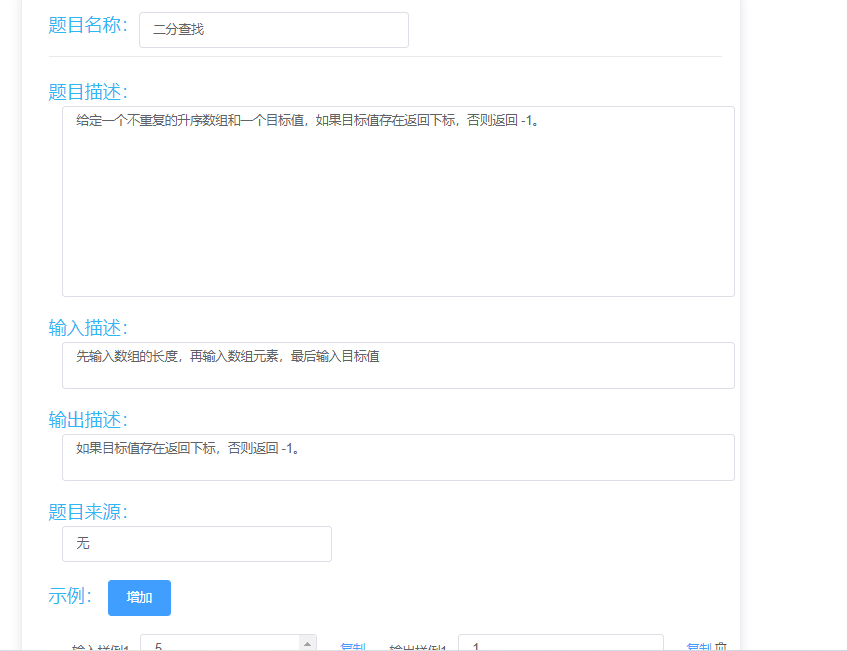 题目名称：
二分查找
题目描述：
给定一个不重复的升序数组和一个目标值，如果目标值存在返回下标，否则返回 -1。
输入描述：
先输入数组的长度，再输入数组元素，最后输入目标值
输出描述：
如果目标值存在返回下标，否则返回 -1。
题目来源：
无
示例：
增加
输入样例1 5 复制 输出样例1 1 复制